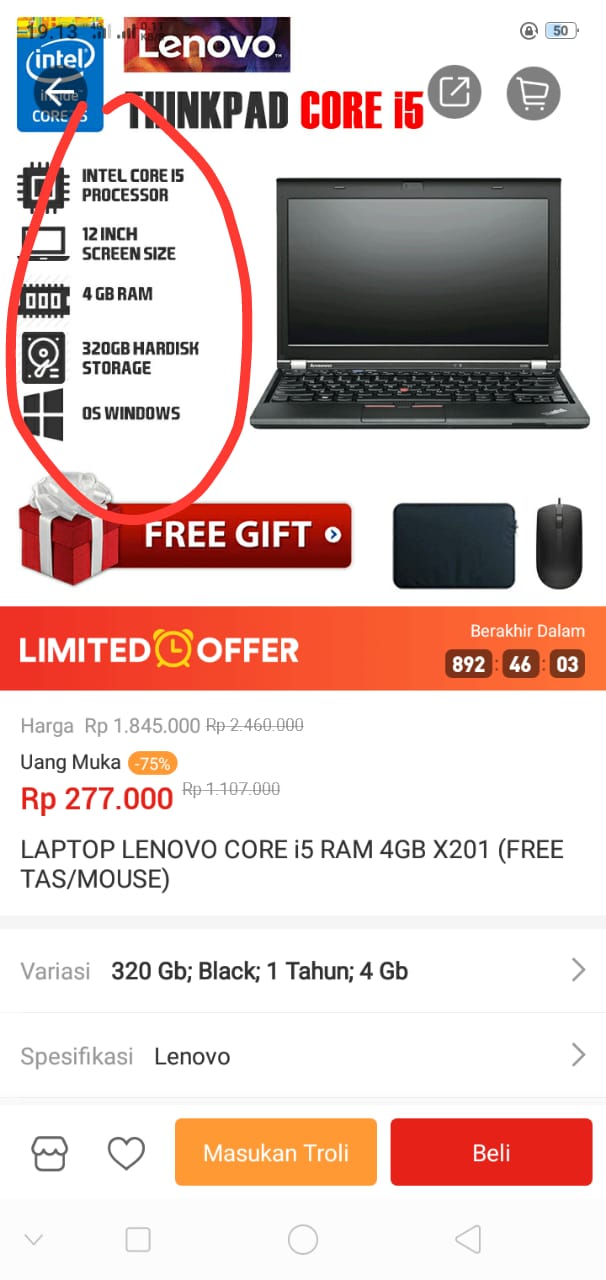 19.13
50
intel
inside
CORE i5
Lenovo
THINKPAD CORE i5
INTEL CORE I5
PROCESSOR
12 INCH
SCREEN SIZE
4 GB RAM
320GB HARDISK
STORAGE
OS WINDOWS
FREE GIFT
LIMITED OFFER
Berakhir Dalam
892 : 46 : 03
Harga Rp 1.845.000 Rp 2.460.000
Uang Muka -75%
Rp 277.000 Rp 1.107.000
LAPTOP LENOVO CORE i5 RAM 4GB X201 (FREE
TAS/MOUSE)
Variasi 320 Gb; Black; 1 Tahun; 4 Gb
Spesifikasi Lenovo
Masukan Troli
Beli